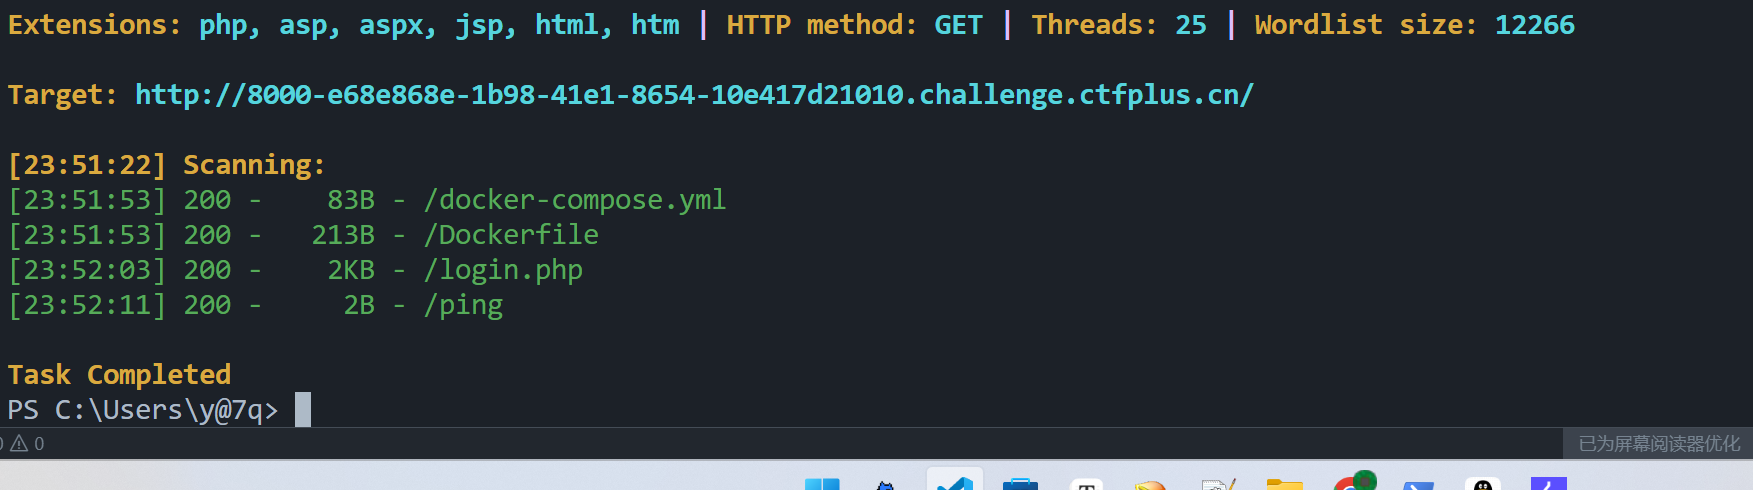 Extensions: php, asp, aspx, jsp, html, htm | HTTP method: GET | Threads: 25 | Wordlist size: 12266
Target: http://8000-e68e868e-1b98-41e1-8654-10e417d21010.challenge.ctfplus.cn/
[23:51:22] Scanning:
[23:51:53] 200 -    83B - /docker-compose.yml
[23:51:53] 200 -   213B - /Dockerfile
[23:52:03] 200 -    2KB - /login.php
[23:52:11] 200 -     2B - /ping
Task Completed
PS C:\Users\y@7q>
0 ⚠ 0
已为屏幕阅读器优化